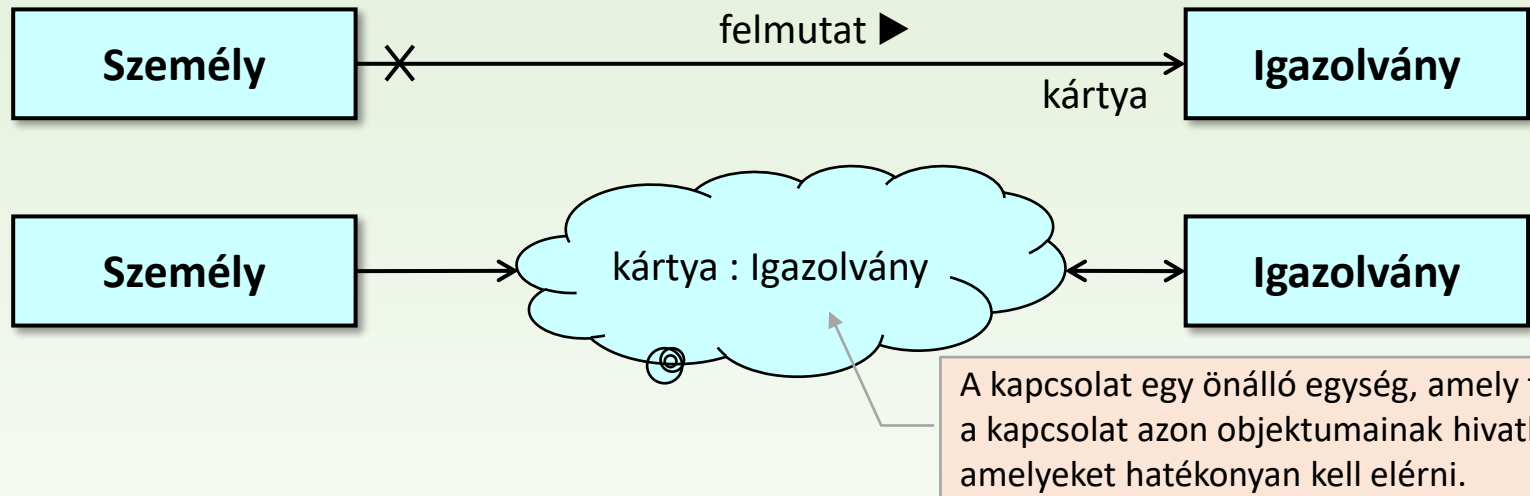 felmutat ▶
Személy
Igazolvány
kártya
Személy
kártya : Igazolvány
Igazolvány
A kapcsolat egy önálló egység, amely
a kapcsolat azon objektumainak
amelyeket hatékonyan kell elérni.